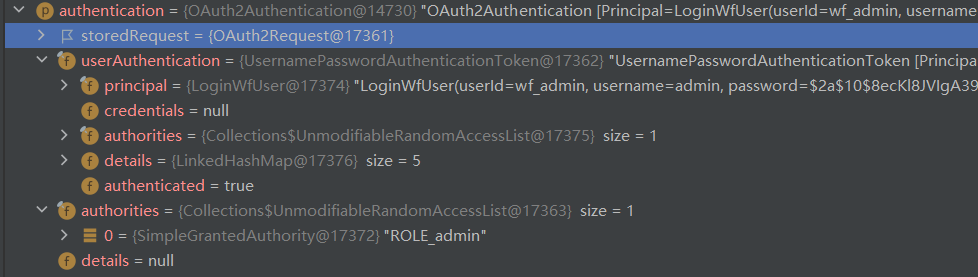 authentication = {OAuth2Authentication@14730} "OAuth2Authentication [Principal=LoginWfUser(userId=wf_admin, username
storedRequest = {OAuth2Request@17361}
userAuthentication = {UsernamePasswordAuthenticationToken@17362} "UsernamePasswordAuthenticationToken [Principa
principal = {LoginWfUser@17374} "LoginWfUser(userId=wf_admin, username=admin, password=$2a$10$8ecKl8JVIgA39
credentials = null
authorities = {Collections$UnmodifiableRandomAccessList@17375} size = 1
details = {LinkedHashMap@17376} size = 5
authenticated = true
authorities = {Collections$UnmodifiableRandomAccessList@17363} size = 1
0 = {SimpleGrantedAuthority@17372} "ROLE_admin"
details = null